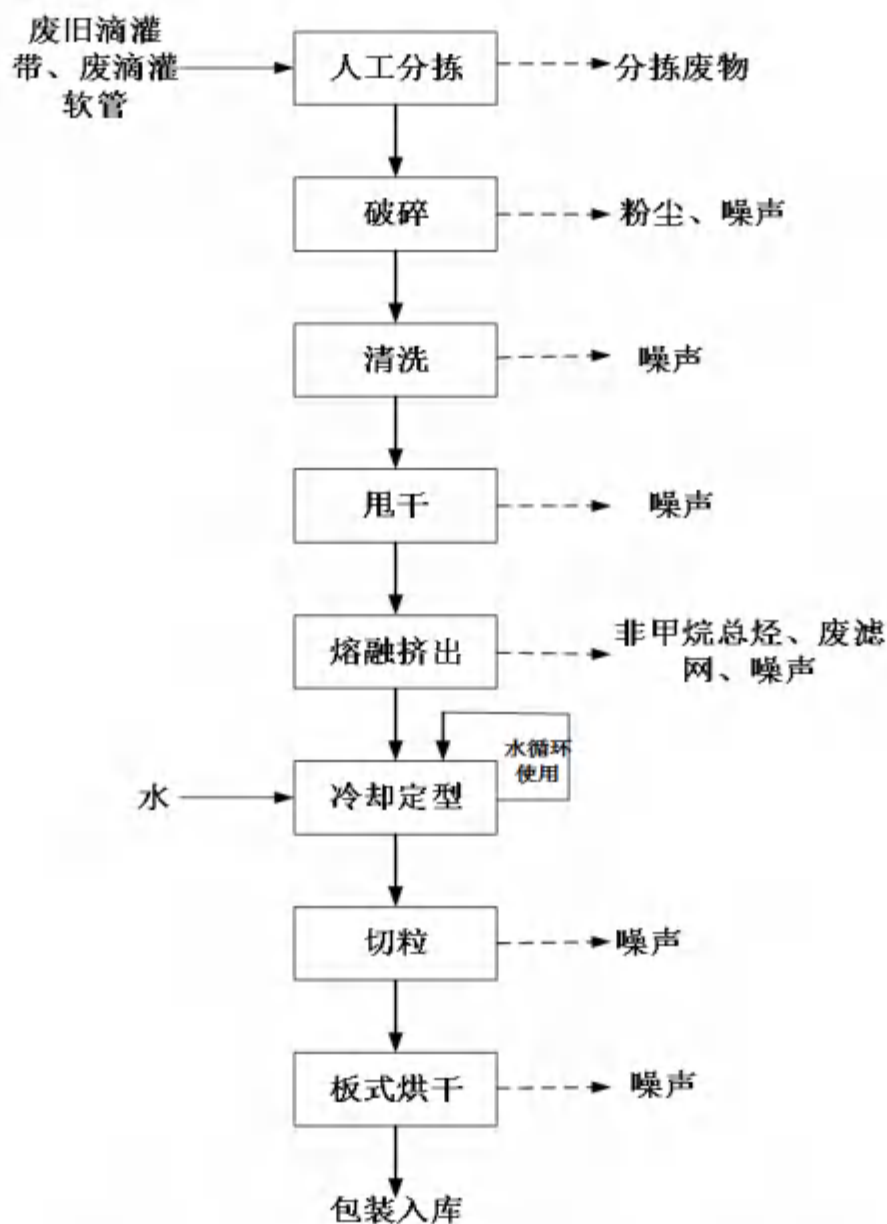 废旧滴灌
带、废滴灌
软管
人工分拣
分拣废物
破碎
粉尘、噪声
清洗
噪声
甩干
噪声
熔融挤出
非甲烷总烃、废滤
网、噪声
水循环
使用
水
冷却定型
切粒
噪声
板式烘干
噪声
包装入库